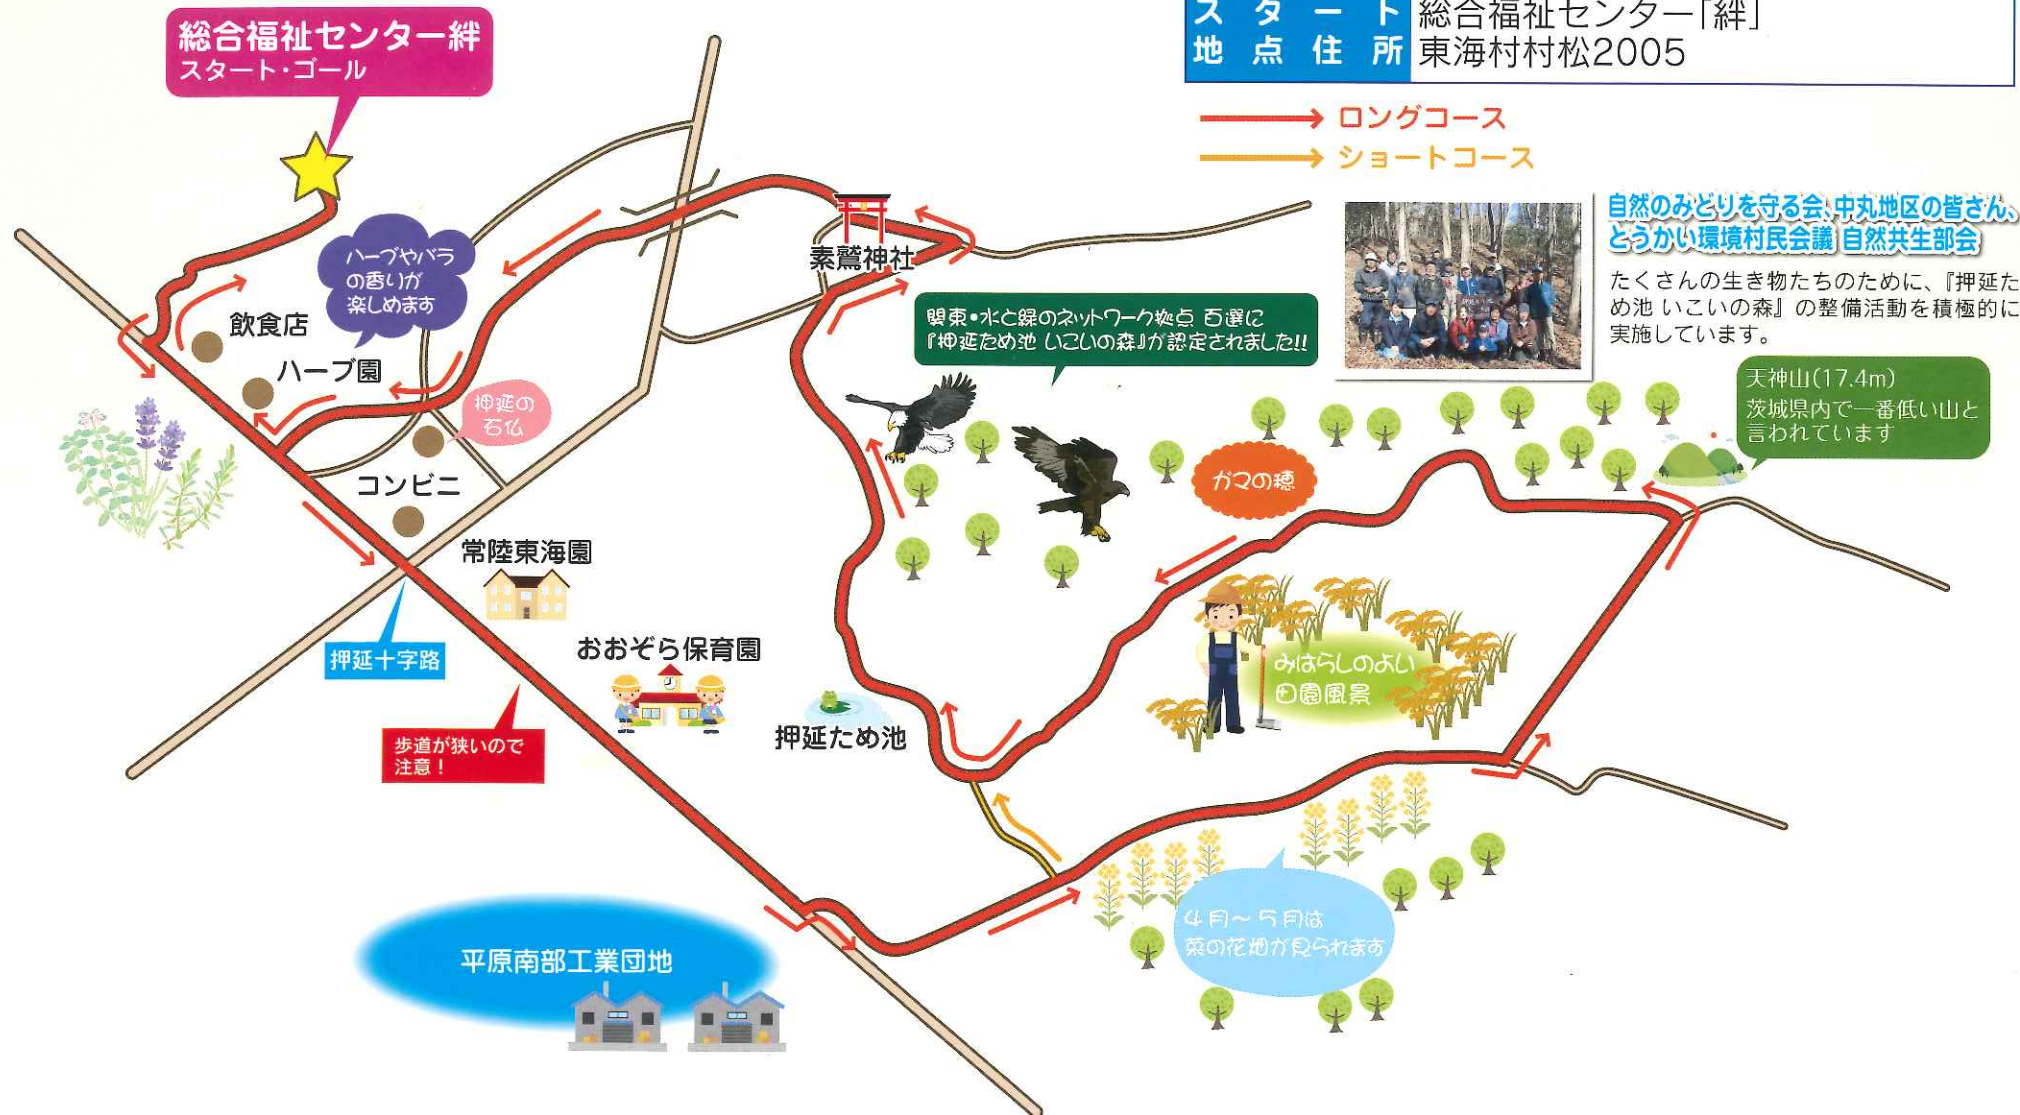 総合福祉センター絆
スタート・ゴール
スタート
地点住所
総合福祉センター「絆」
東海村村松2005
ロングコース
ショートコース
自然のみどりを守る会、中丸地区の皆さん、
とうかい環境村民会議 自然共生部会
たくさんの生き物たちのために、『押延た
め池 いこいの森』の整備活動を積極的に
実施しています。
ハーブやバラ
の香りが
楽しめます
素鷲神社
飲食店
関東・水と緑のネットワーク拠点 百選に
『押延ため池 いこいの森』が認定されました!!
天神山(17.4m)
茨城県内で一番低い山と
言われています
ハーブ園
押延の
石仏
ガマの穂
コンビニ
常陸東海園
押延十字路
おおぞら保育園
みはらしのよい
田園風景
歩道が狭いので
注意!
押延ため池
4月~5月は
菜の花畑が見られます
平原南部工業団地